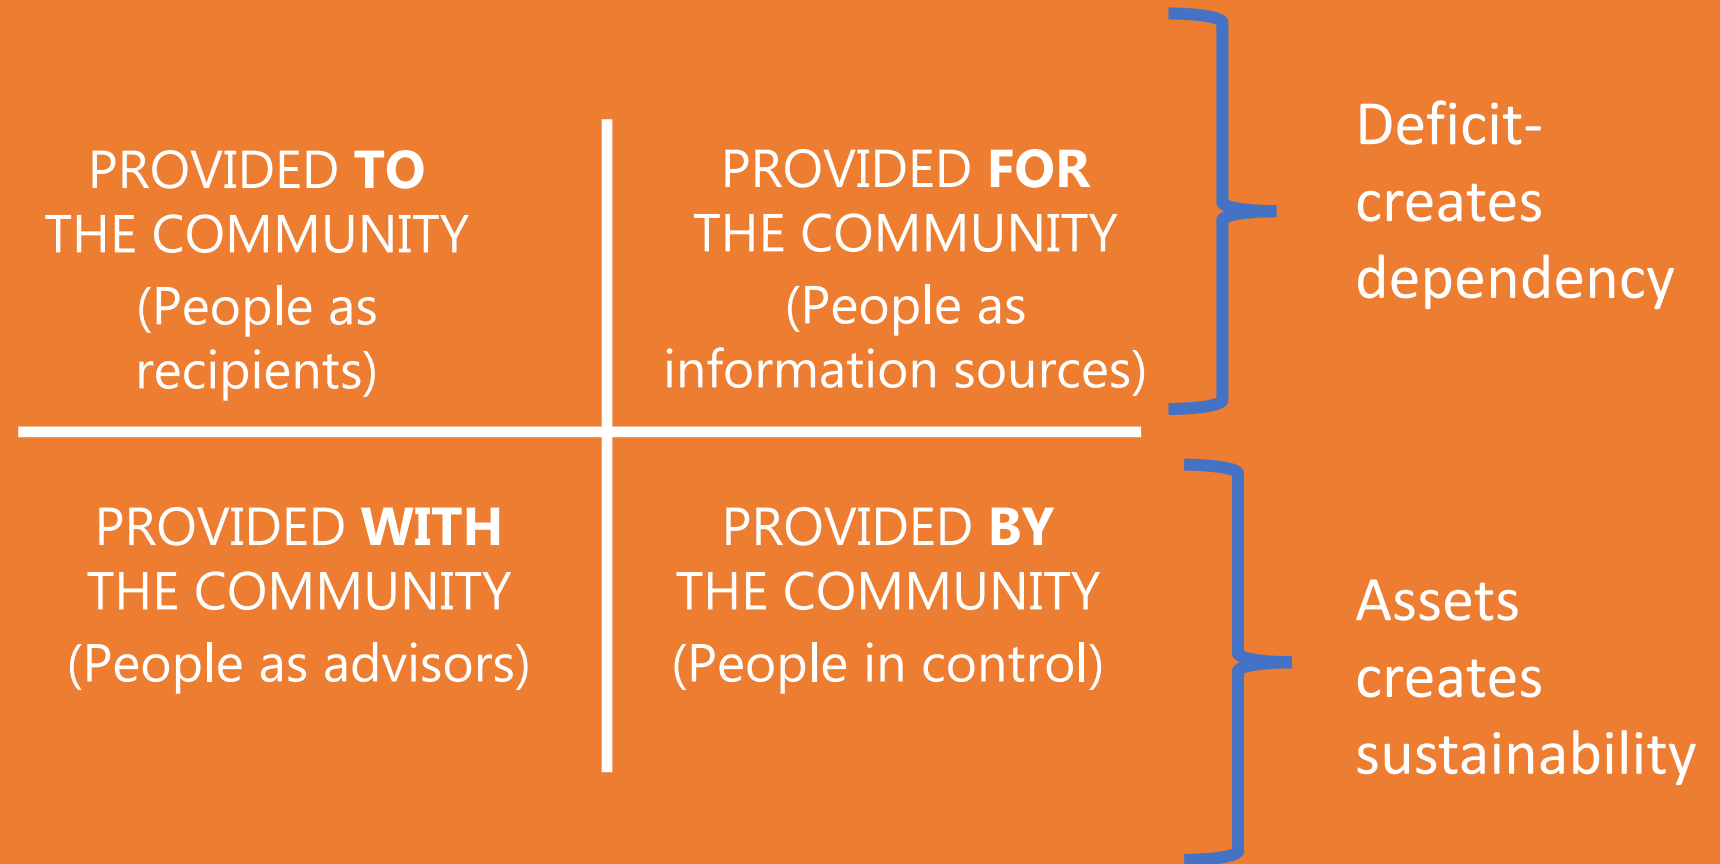 PROVIDED TO
THE COMMUNITY
(People as
recipients)
PROVIDED FOR
THE COMMUNITY
(People as
information sources)
Deficit-
creates
dependency
PROVIDED WITH
THE COMMUNITY
(People as advisors)
PROVIDED BY
THE COMMUNITY
(People in control)
Assets
creates
sustainability